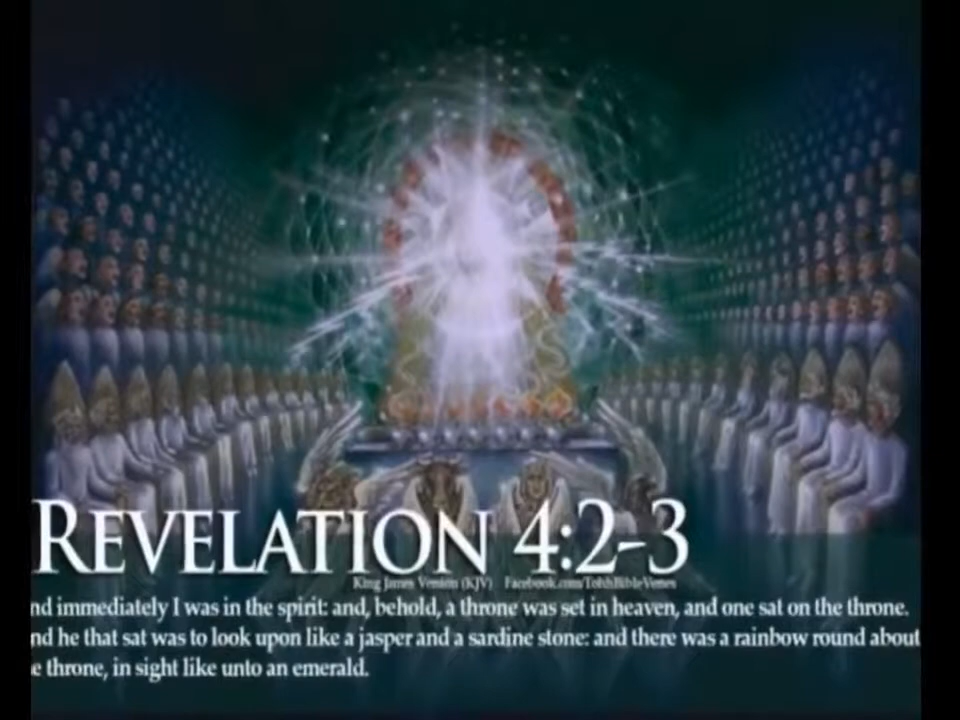 REVELATION 4:2-3
King James Version (KJV) Facebook.com/TohhBibleVerses
nd immediately I was in the spirit: and, behold, a throne was set in heaven, and one sat on the throne.
nd he that sat was to look upon like a jasper and a sardine stone: and there was a rainbow round about
e throne, in sight like unto an emerald.